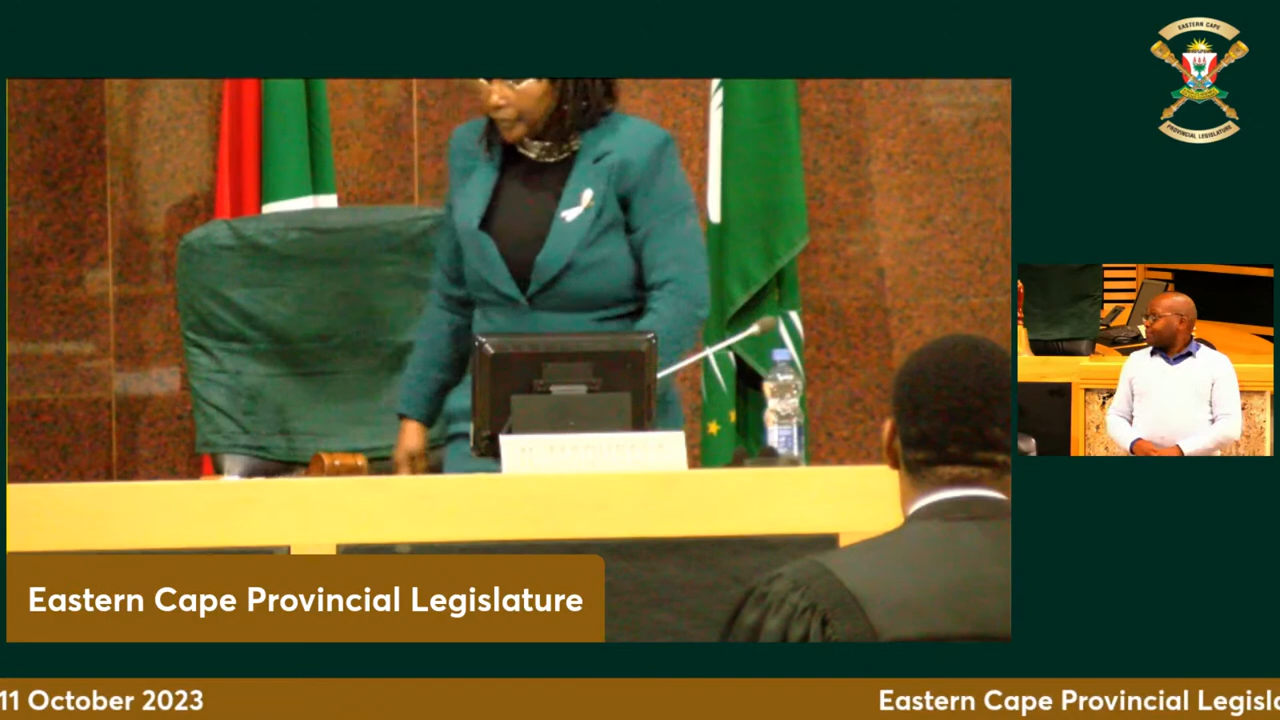 EASTERN CAPE
PROVINCIAL LEGISLATURE
Eastern Cape Provincial Legislature
11 October 2023
Eastern Cape Provincial Legisla